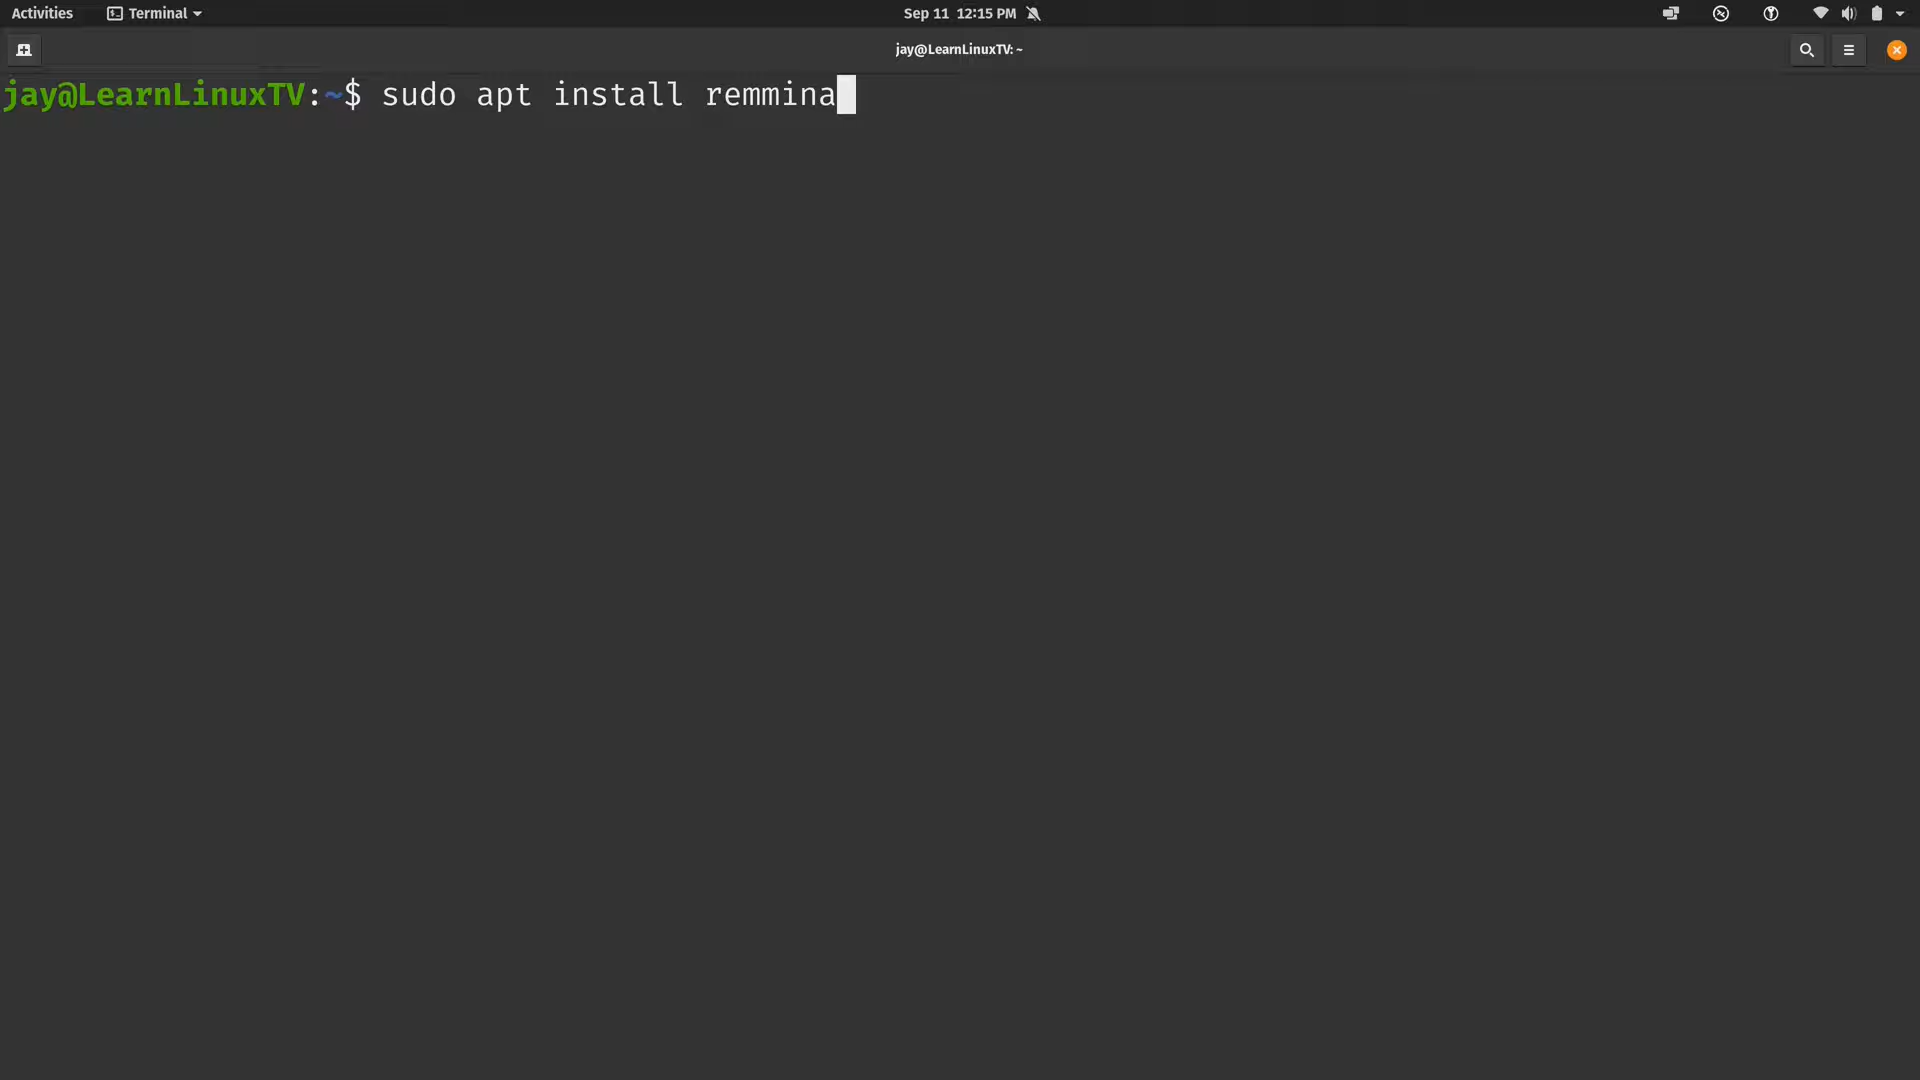 Activities Terminal Sep 11 12:15 PM
jay@LearnLinuxTV: ~
jay@LearnLinuxTV:~$ sudo apt install remmina